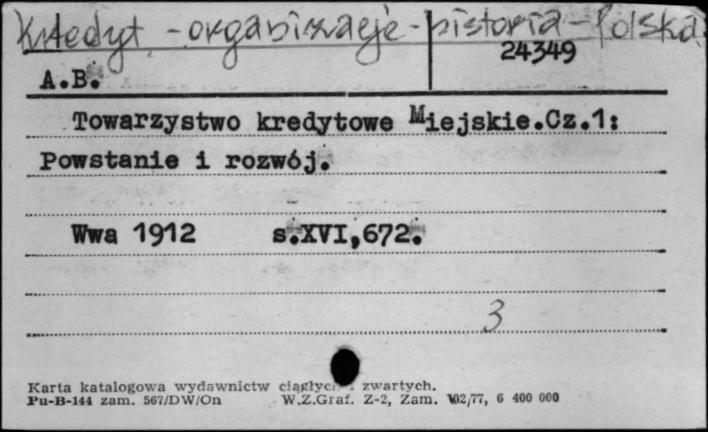 Kredyt - organizacje - historia - Polska
24349
A.B.
Towarzystwo kredytowe Miejskie.Cz.1:
Powstanie i rozwój.
Wwa 1912 s.XVI,672.
3
Karta katalogowa wydawnictw ciągłych i zwartych.
Pu-B-144 zam. 567/DW/On W.Z.Graf. Z-2, Zam. 102/77, 6 400 000